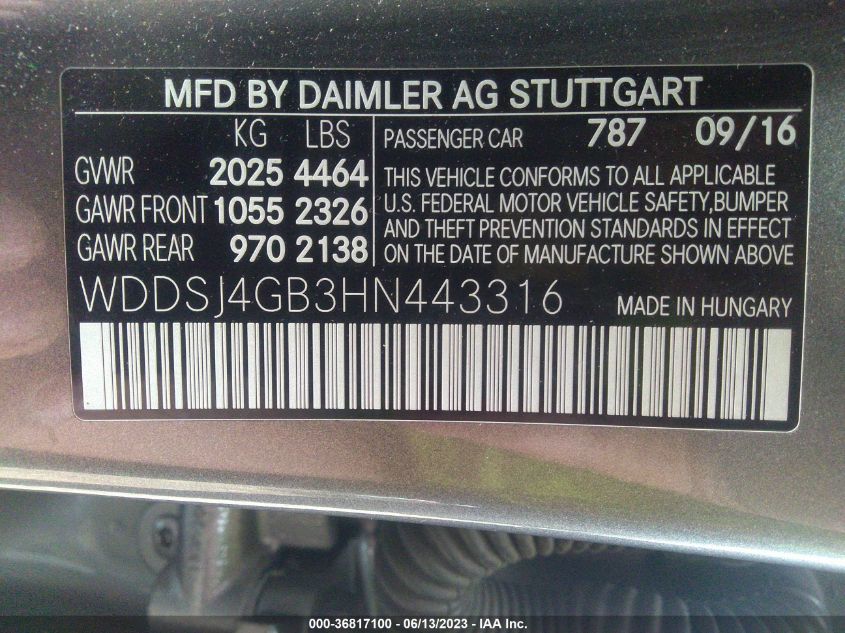 MFD BY DAIMLER AG STUTTGART
KG LBS
GVWR 2025 4464
GAWR FRONT 1055 2326
GAWR REAR 970 2138
PASSENGER CAR 787 09/16
THIS VEHICLE CONFORMS TO ALL APPLICABLE
U.S. FEDERAL MOTOR VEHICLE SAFETY,BUMPER
AND THEFT PREVENTION STANDARDS IN EFFECT
ON THE DATE OF MANUFACTURE SHOWN ABOVE
WDDSJ4GB3HN443316 MADE IN HUNGARY
000-36817100 - 06/13/2023 - IAA Inc.